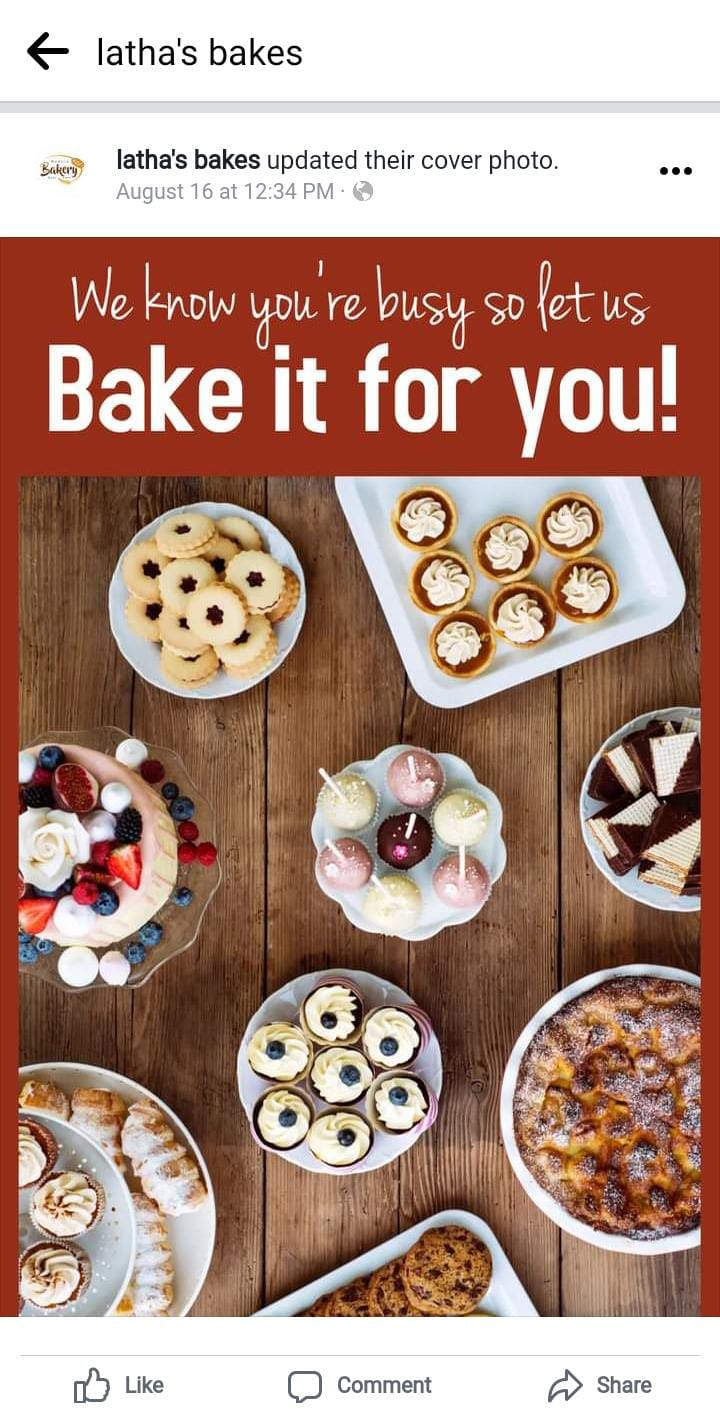 latha's bakes
latha's bakes updated their cover photo.
August 16 at 12:34 PM ·
Bakery
We know you're busy so let us
Bake it for you!
Like Comment Share